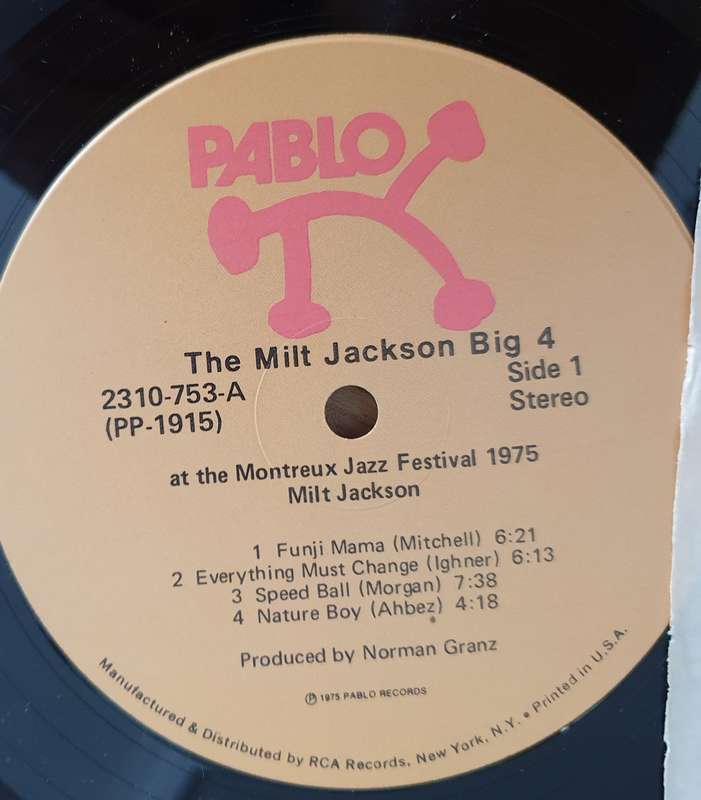 PABLO
The Milt Jackson Big 4
2310-753-A
Side 1
(PP-1915)
Stereo
at the Montreux Jazz Festival 1975
Milt Jackson
1 Funji Mama (Mitchell) 6:21
2 Everything Must Change (Ighner) 6:13
3 Speed Ball (Morgan) 7:38
4 Nature Boy (Ahbez) 4:18
Produced by Norman Granz
℗ 1975 PABLO RECORDS
Manufactured & Distributed by RCA Records, New York, N.Y. • Printed in U.S.A.